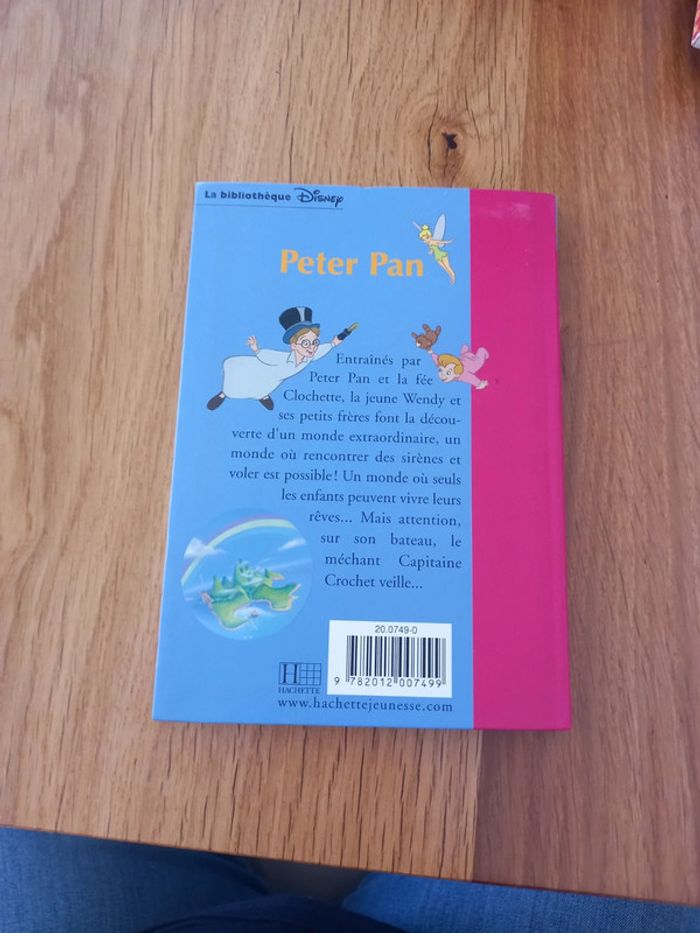 La bibliothèque Disney
Peter Pan
Entraînés par
Peter Pan et la fée
Clochette, la jeune Wendy et
ses petits frères font la décou-
verte d'un monde extraordinaire, un
monde où rencontrer des sirènes et
voler est possible! Un monde où seuls
les enfants peuvent vivre leurs
rêves... Mais attention,
sur son bateau, le
méchant Capitaine
Crochet veille...
20.0749-0
9 782012 007499
H
HACHETTE
www.hachettejeunesse.com